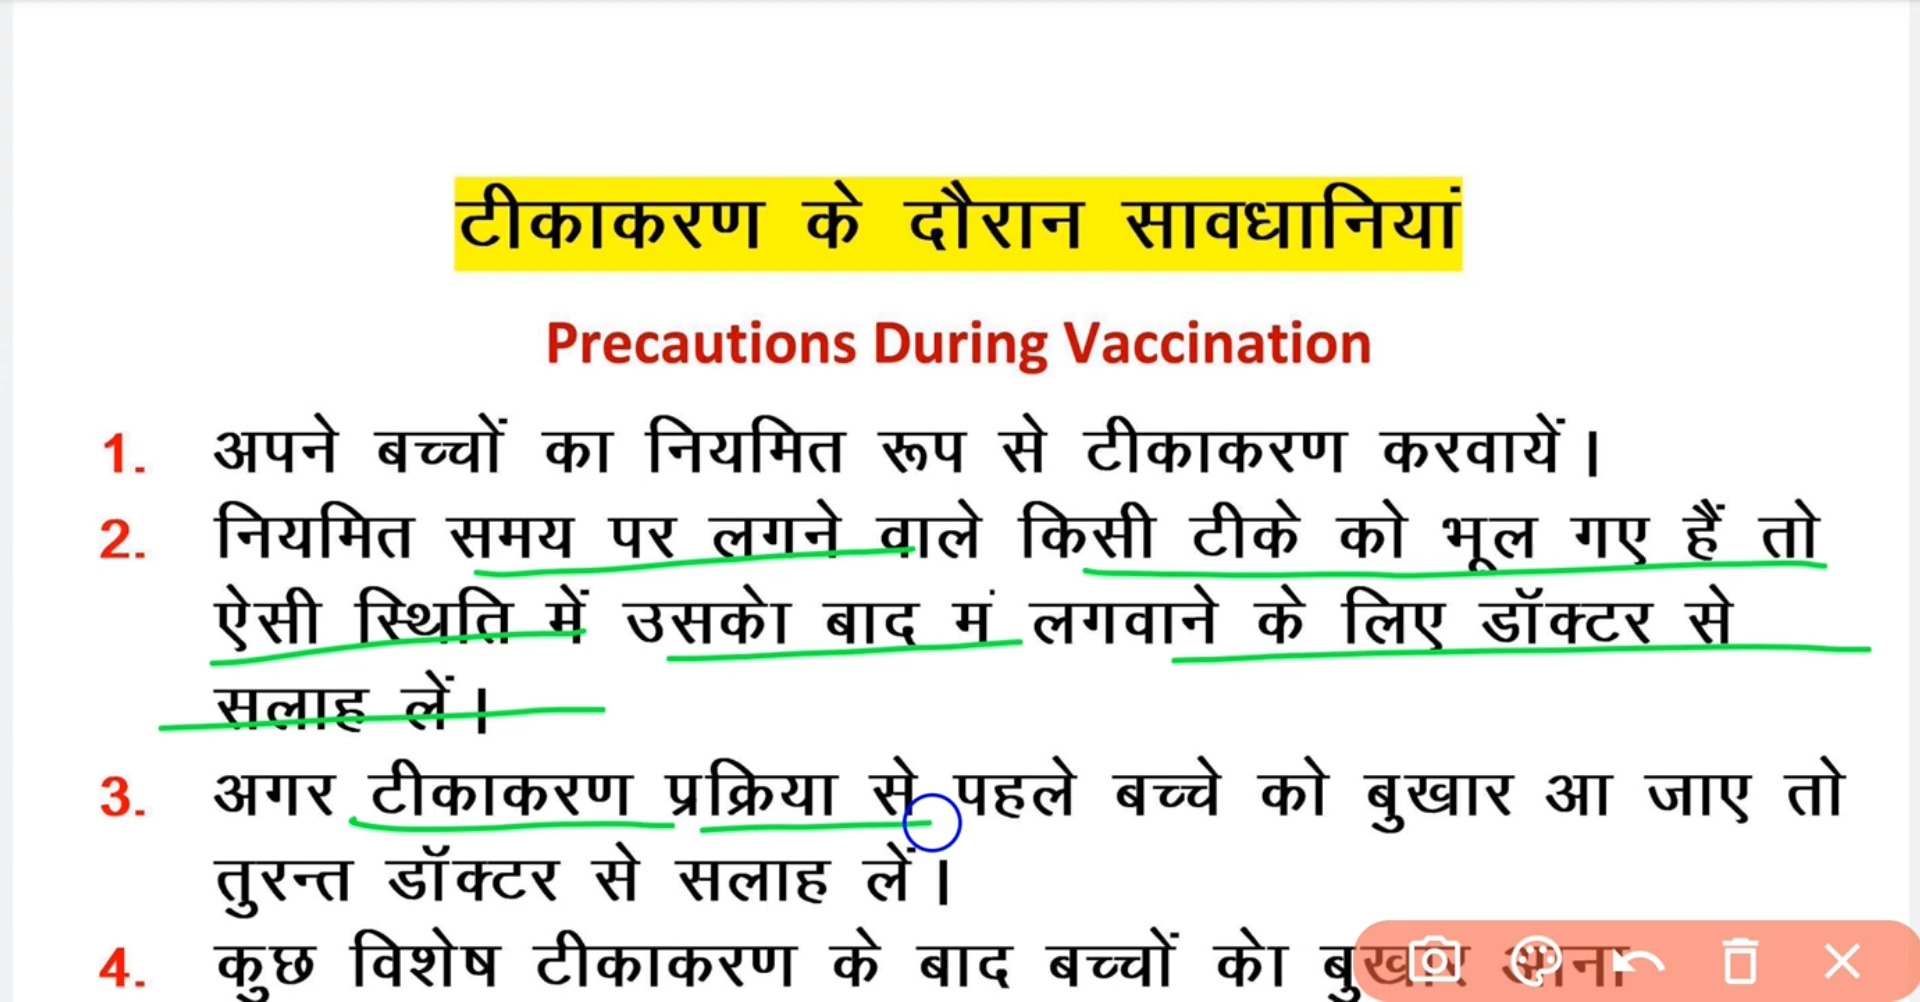 टीकाकरण के दौरान सावधानियां
Precautions During Vaccination
1. अपने बच्चों का नियमित रूप से टीकाकरण करवायें।
2. नियमित समय पर लगने वाले किसी टीके को भूल गए हैं तो
ऐसी स्थिति में उसकेा बाद मं लगवाने के लिए डॉक्टर से
सलाह लें।
3. अगर टीकाकरण प्रक्रिया से पहले बच्चे को बुखार आ जाए तो
तुरन्त डॉक्टर से सलाह लें।
4. कुछ विशेष टीकाकरण के बाद बच्चों केा बुखार आना